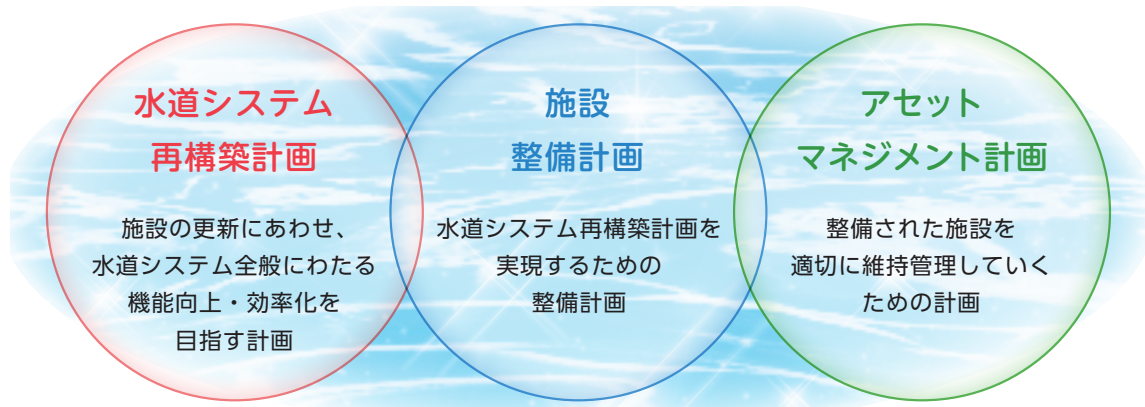 水道システム
再構築計画
施設の更新にあわせ、
水道システム全般にわたる
機能向上・効率化を
目指す計画
施設
整備計画
水道システム再構築計画を
実現するための
整備計画
アセット
マネジメント計画
整備された施設を
適切に維持管理していく
ための計画